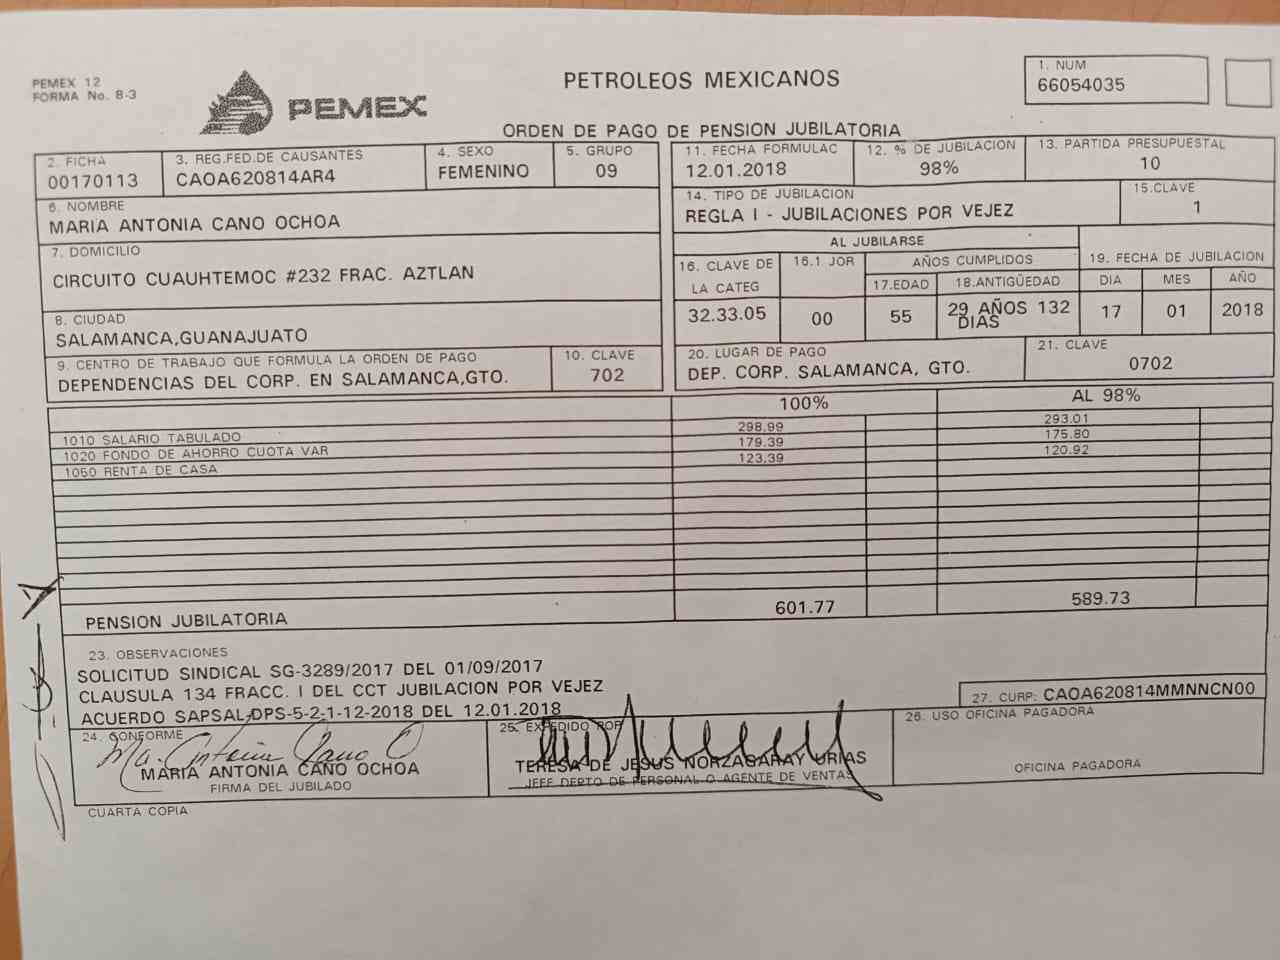 PEMEX 12
FORMA No. 8-3
PEMEX
PETROLEOS MEXICANOS
ORDEN DE PAGO DE PENSION JUBILATORIA
1. NUM
66054035
2. FICHA
00170113
3. REG.FED.DE CAUSANTES
CAOA620814AR4
4. SEXO
FEMENINO
5. GRUPO
09
6. NOMBRE
MARIA ANTONIA CANO OCHOA
7. DOMICILIO
CIRCUITO CUAUHTEMOC #232 FRAC. AZTLAN
8. CIUDAD
SALAMANCA,GUANAJUATO
9. CENTRO DE TRABAJO QUE FORMULA LA ORDEN DE PAGO
DEPENDENCIAS DEL CORP. EN SALAMANCA,GTO.
10. CLAVE
702
11. FECHA FORMULAC
12.01.2018
12. % DE JUBILACION
98%
13. PARTIDA PRESUPUESTAL
10
14. TIPO DE JUBILACION
REGLA I - JUBILACIONES POR VEJEZ
15.CLAVE
1
AL JUBILARSE
16. CLAVE DE
LA CATEG
32.33.05
16.1 JOR
00
AÑOS CUMPLIDOS
17.EDAD
55
18.ANTIGÜEDAD
29 AÑOS 132
DIAS
19. FECHA DE JUBILACION
DIA MES AÑO
17 01 2018
20. LUGAR DE PAGO
DEP. CORP. SALAMANCA, GTO.
21. CLAVE
0702
100% AL 98%
1010 SALARIO TABULADO 298.99 293.01
1020 FONDO DE AHORRO CUOTA VAR 179.39 175.80
1050 RENTA DE CASA 123.39 120.92
PENSION JUBILATORIA 601.77 589.73
23. OBSERVACIONES
SOLICITUD SINDICAL SG-3289/2017 DEL 01/09/2017
CLAUSULA 134 FRACC. I DEL CCT JUBILACION POR VEJEZ
ACUERDO SAPSAL-DPS-5-2-1-12-2018 DEL 12.01.2018
27. CURP: CAOA620814MMNNCN00
24. CONFORME
Ma. Antonia Cano O
MARIA ANTONIA CANO OCHOA
FIRMA DEL JUBILADO
25. EXPEDIDO POR
TERESA DE JESUS NORZAGARAY URIAS
JEFE DEPTO DE PERSONAL O AGENTE DE VENTAS
26. USO OFICINA PAGADORA
OFICINA PAGADORA
CUARTA COPIA